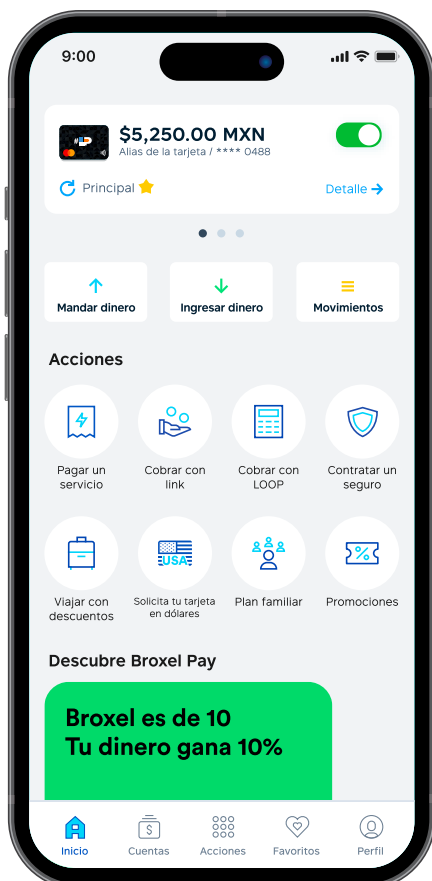 9:00
$5,250.00 MXN
Alias de la tarjeta / **** 0488
Principal
Detalle
Mandar dinero
Ingresar dinero
Movimientos
Acciones
Pagar un
servicio
Cobrar con
link
Cobrar con
LOOP
Contratar un
seguro
USA
Viajar con
descuentos
Solicita tu tarjeta
en dólares
Plan familiar
Promociones
Descubre Broxel Pay
Broxel es de 10
Tu dinero gana 10%
Inicio
Cuentas
Acciones
Favoritos
Perfil